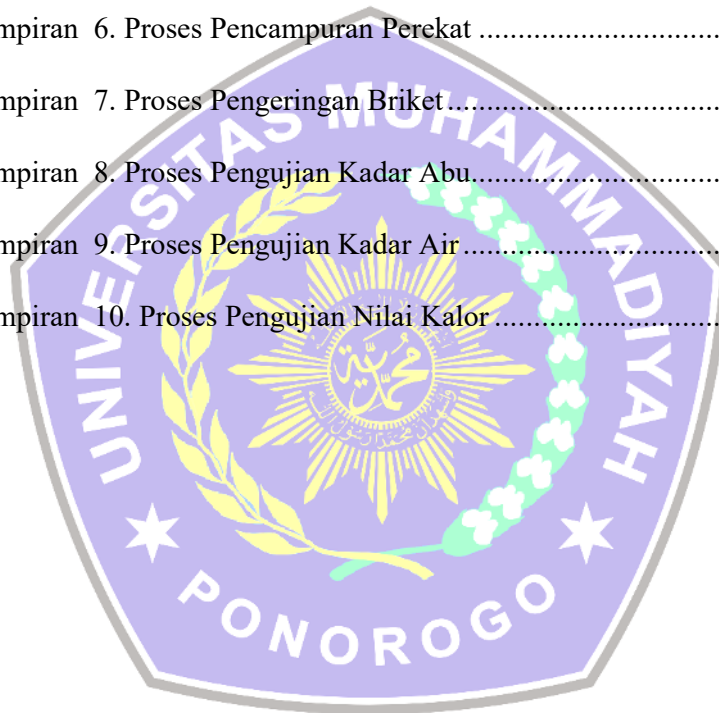 mpiran 6. Proses Pencampuran Perekat ...............................
mpiran 7. Proses Pengeringan Briket ..................................
mpiran 8. Proses Pengujian Kadar Abu................................
mpiran 9. Proses Pengujian Kadar Air .................................
mpiran 10. Proses Pengujian Nilai Kalor .............................
UNIVERSITAS MUHAMMADIYAH
محمدية
PONOROGO